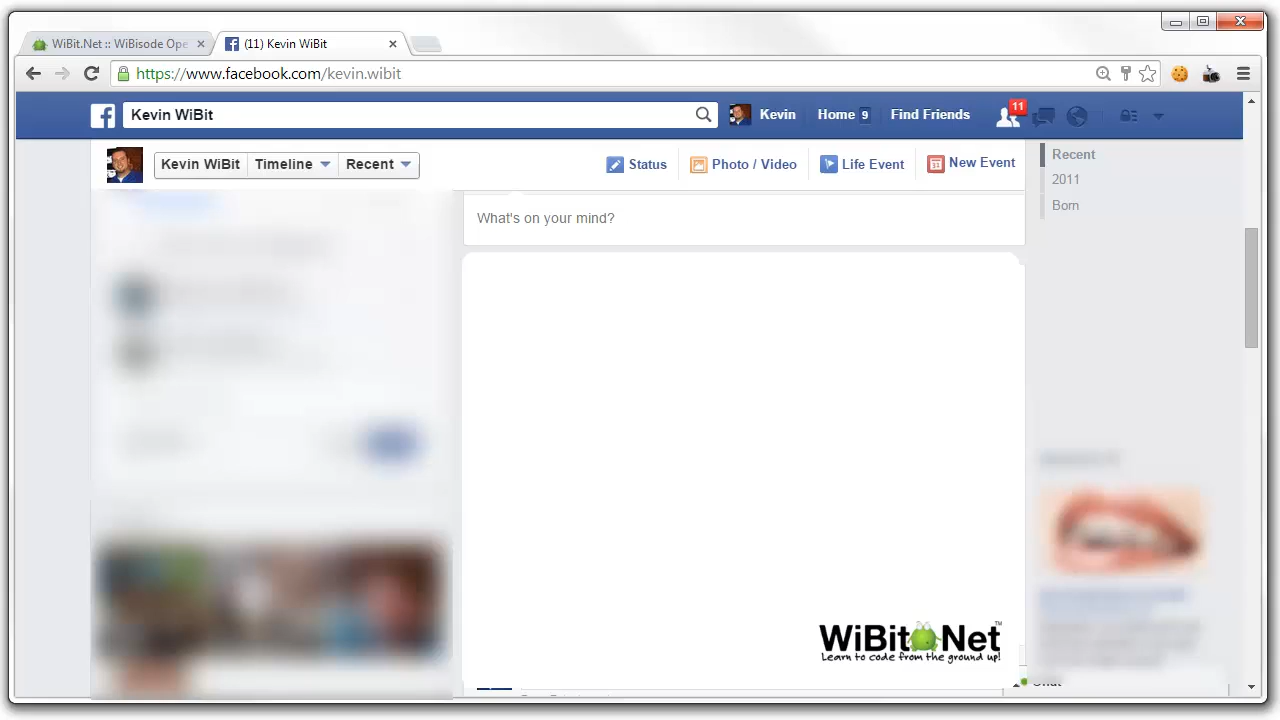 WiBit.Net :: WiBisode Ope
(11) Kevin WiBit
https://www.facebook.com/kevin.wibit
Kevin WiBit
Kevin
Home 9
Find Friends
11
Kevin WiBit
Timeline
Recent
Status
Photo / Video
Life Event
New Event
Recent
2011
Born
What's on your mind?
WiBit Net™
Learn to code from the ground up!